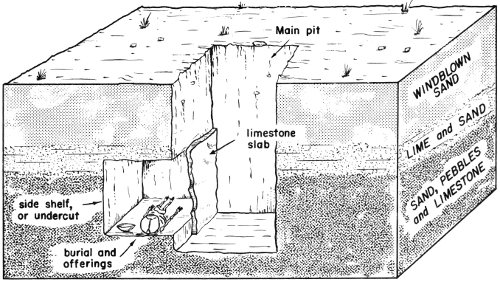 Main pit
WINDBLOWN
SAND
limestone
slab
LIME and SAND
side shelf,
or undercut
SAND, PEBBLES
and LIMESTONE
burial and
offerings